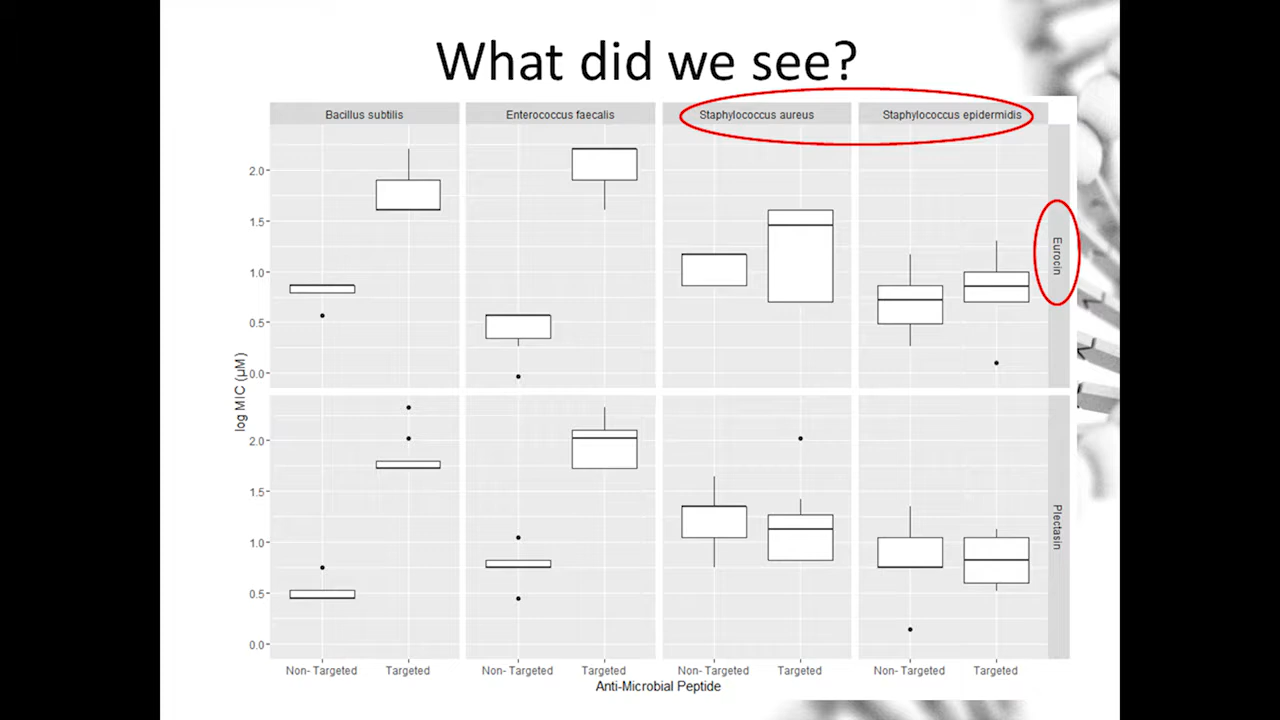 What did we see?
Bacillus subtilis
Enterococcus faecalis
Staphylococcus aureus
Staphylococcus epidermidis
2.0
1.5
1.0
0.5
0.0
Eurocin
log MIC (µM)
2.0
1.5
1.0
0.5
0.0
Plectasin
Non- Targeted
Targeted
Non- Targeted
Targeted
Non- Targeted
Targeted
Non- Targeted
Targeted
Anti-Microbial Peptide